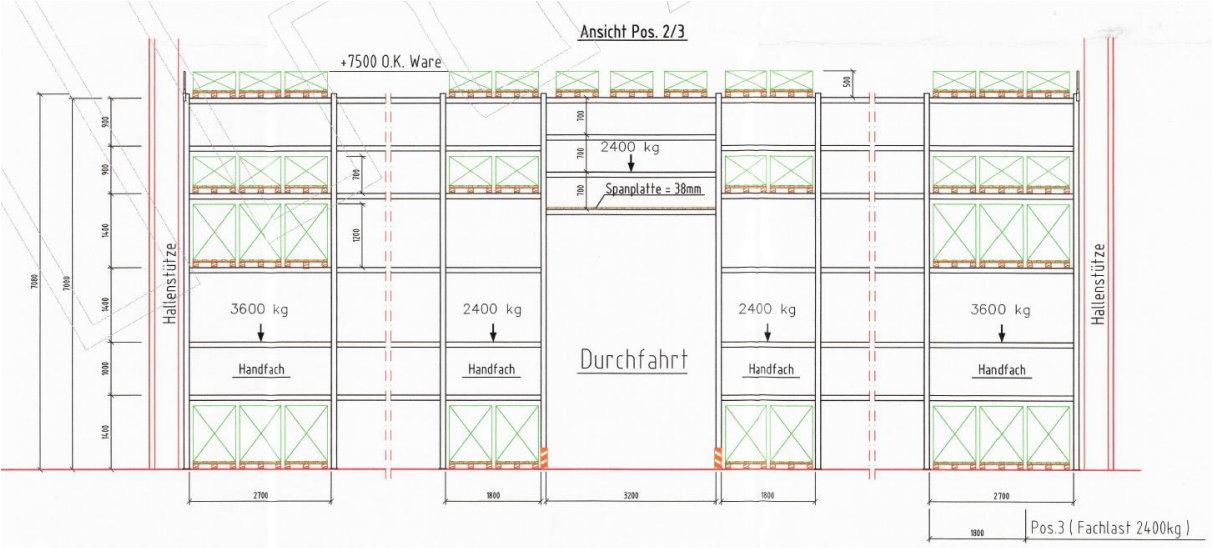 Ansicht Pos. 2/3
+7500 O.K. Ware
500
900
700
2400 kg
900
700
700
Spanplatte = 38mm
700
1400
1200
Hallenstütze
Hallenstütze
7080
7000
1400
3600 kg
2400 kg
2400 kg
3600 kg
Durchfahrt
1000
Handfach
Handfach
Handfach
Handfach
1400
2700
1800
3200
1800
2700
1800
Pos.3 ( Fachlast 2400kg )